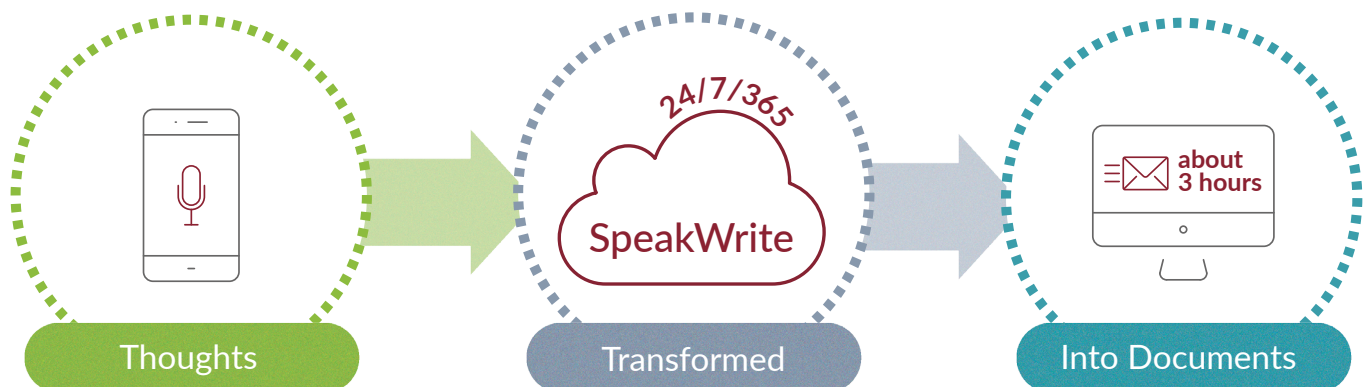 24/7/365
SpeakWrite
about
3 hours
Thoughts
Transformed
Into Documents